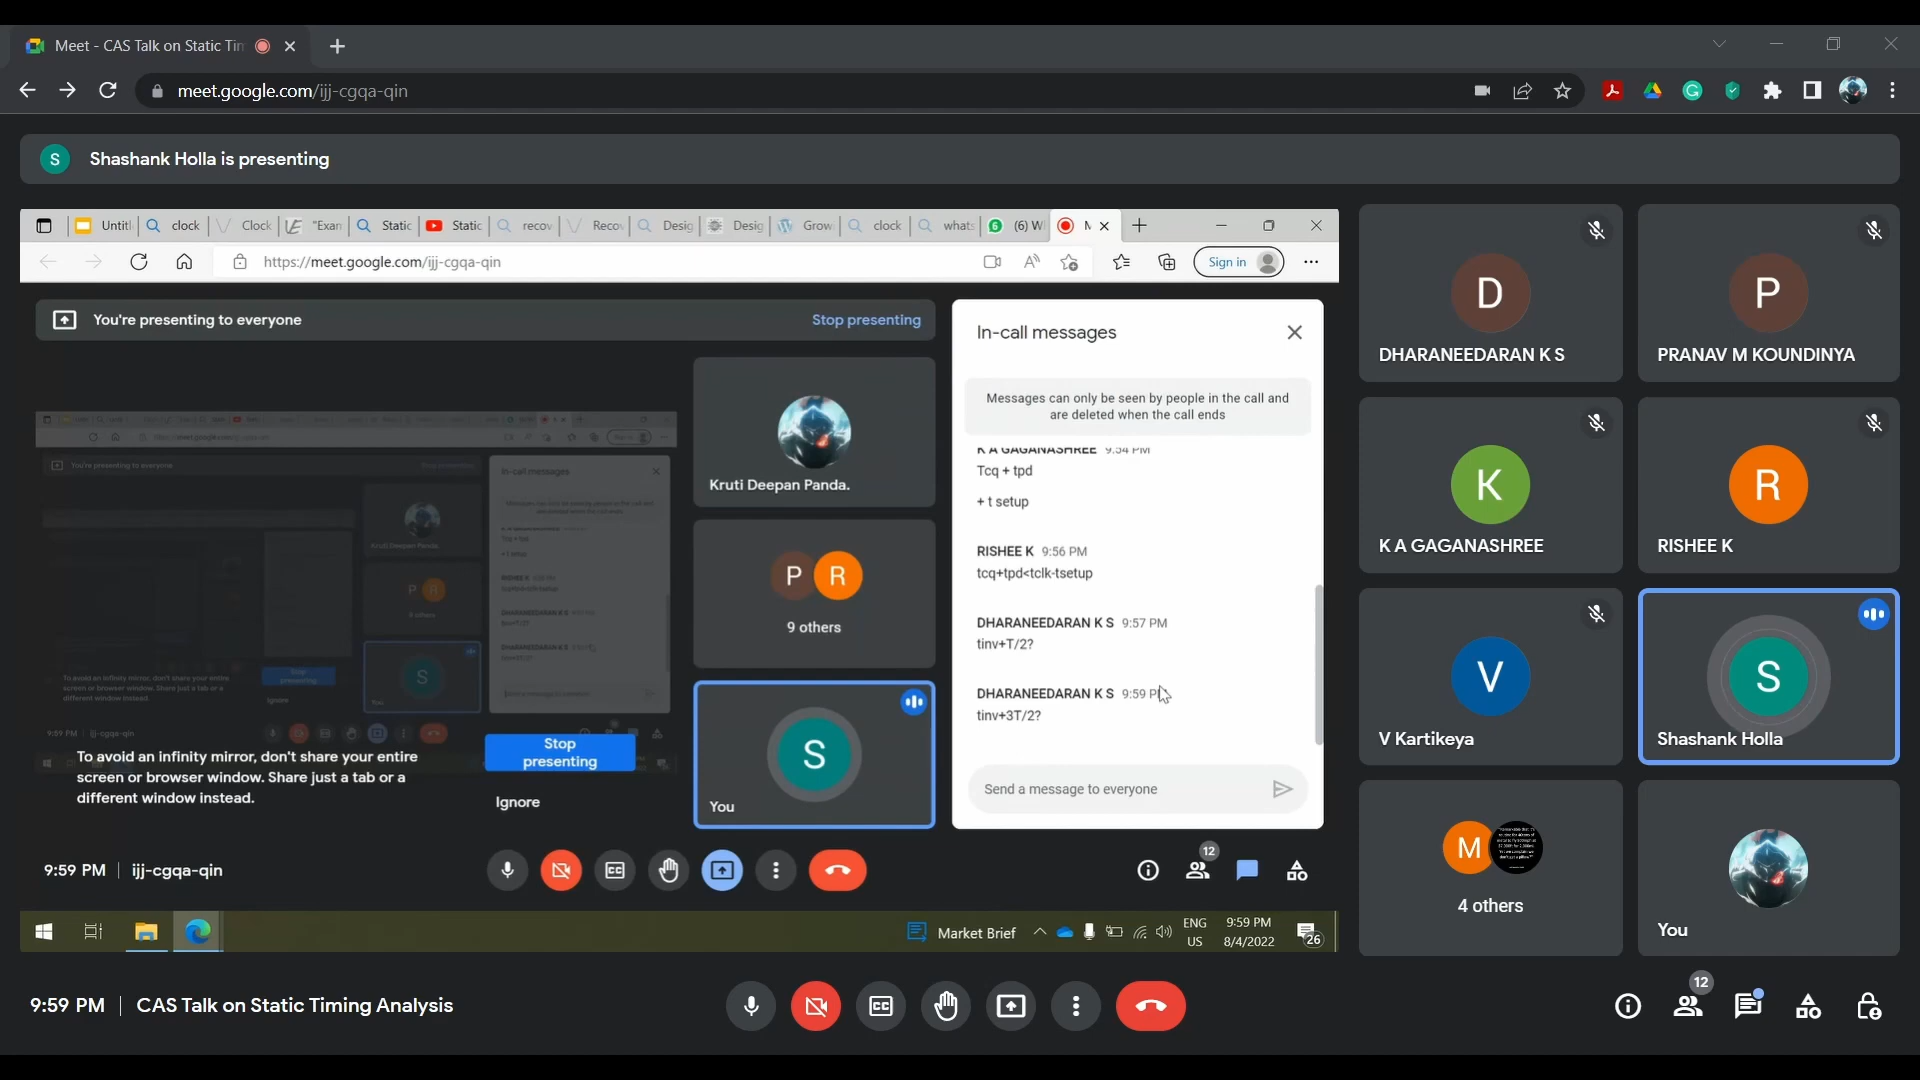 Meet - CAS Talk on Static Tim
meet.google.com/ijj-cgqa-qin
S
Shashank Holla is presenting
Untitl
clock
Clock
"Exan
Static
Static
recov
Recov
Desig
Desig
Grow
clock
whats
(6) W
https://meet.google.com/ijj-cgqa-qin
Sign in
You're presenting to everyone
Stop presenting
Kruti Deepan Panda.
P R
9 others
S
You
To avoid an infinity mirror, don't share your entire
screen or browser window. Share just a tab or a
different window instead.
Stop
presenting
Ignore
In-call messages
Messages can only be seen by people in the call and
are deleted when the call ends
K A GAGANASHREE 9:54 PM
Tcq + tpd
+ t setup
RISHEE K 9:56 PM
tcq+tpd<tclk-tsetup
DHARANEEDARAN K S 9:57 PM
tinv+T/2?
DHARANEEDARAN K S 9:59 PM
tinv+3T/2?
Send a message to everyone
9:59 PM | ijj-cgqa-qin
CC
12
Market Brief
ENG
US
9:59 PM
8/4/2022
26
D
DHARANEEDARAN K S
P
PRANAV M KOUNDINYA
K
K A GAGANASHREE
R
RISHEE K
V
V Kartikeya
S
Shashank Holla
M
4 others
You
9:59 PM | CAS Talk on Static Timing Analysis
CC
12